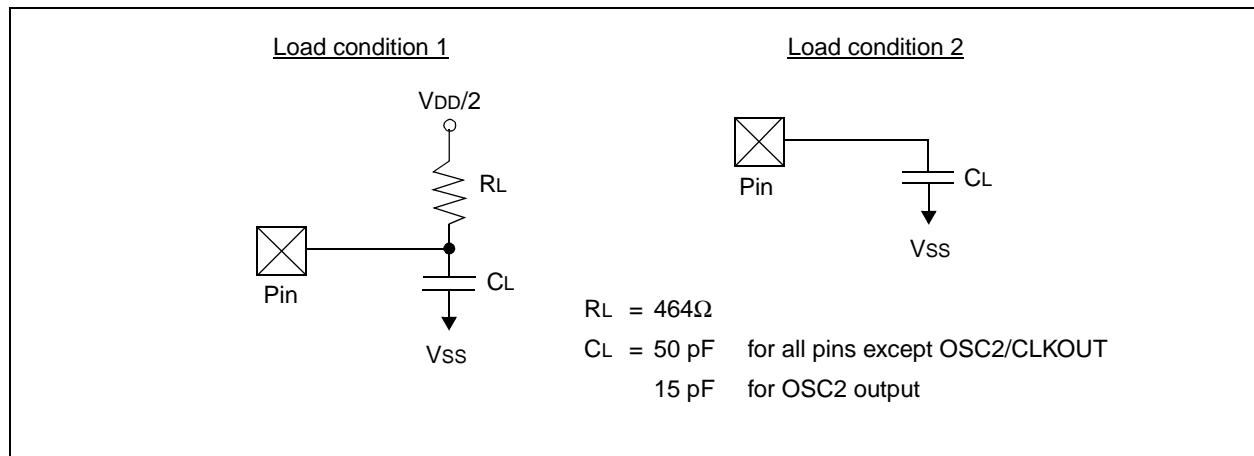 Load condition 1
VDD/2
RL
Pin
CL
VSS
Load condition 2
Pin
CL
VSS
RL = 464Ω
CL = 50 pF for all pins except OSC2/CLKOUT
15 pF for OSC2 output